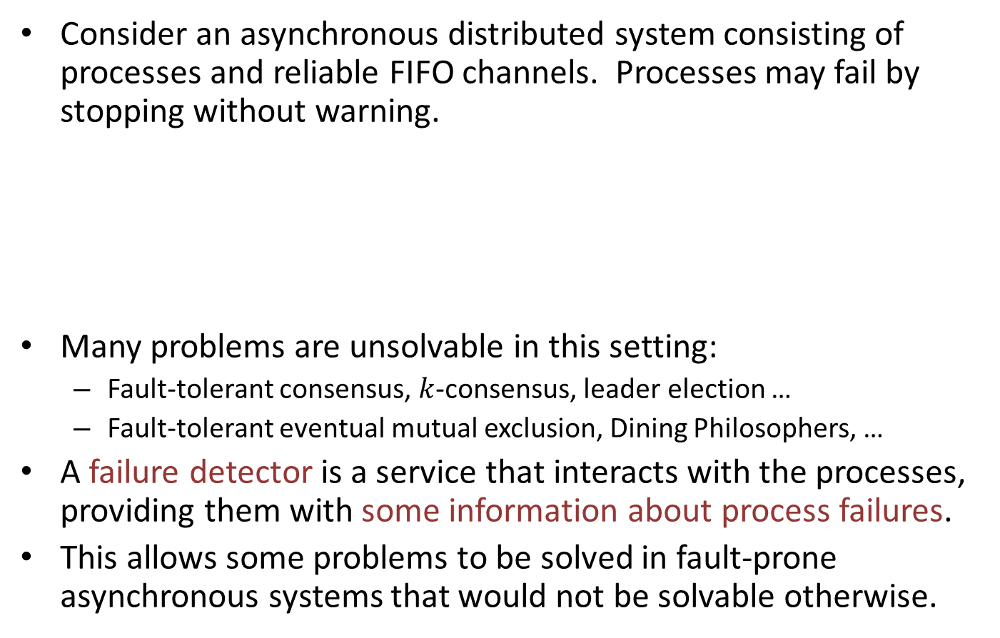 • Consider an asynchronous distributed system consisting of
processes and reliable FIFO channels.  Processes may fail by
stopping without warning.
• Many problems are unsolvable in this setting:
– Fault-tolerant consensus, 𝑘-consensus, leader election …
– Fault-tolerant eventual mutual exclusion, Dining Philosophers, …
• A failure detector is a service that interacts with the processes,
providing them with some information about process failures.
• This allows some problems to be solved in fault-prone
asynchronous systems that would not be solvable otherwise.